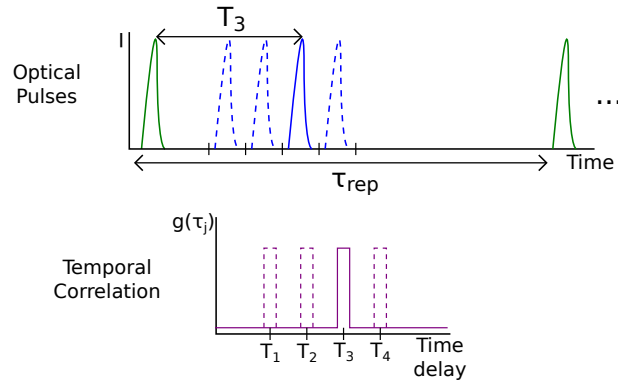 T₃
I
Optical
Pulses
...
Time
τrep
g(τⱼ)
Temporal
Correlation
T₁ T₂ T₃ T₄ Time
delay